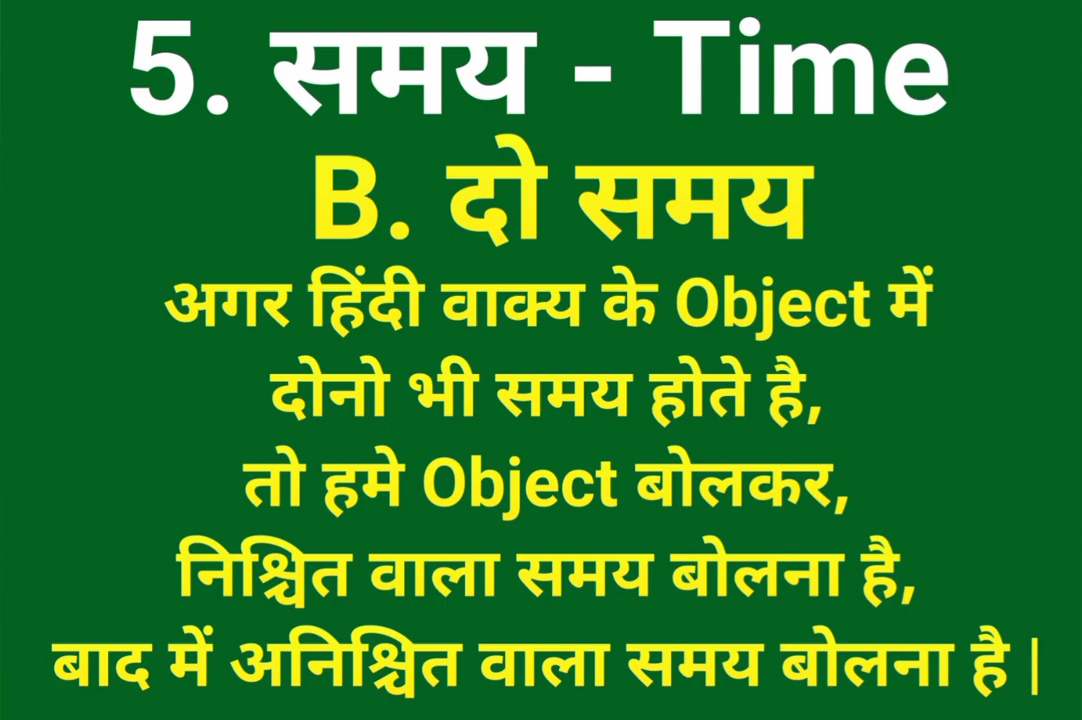 5. समय - Time
B. दो समय
अगर हिंदी वाक्य के Object में
दोनो भी समय होते है,
तो हमे Object बोलकर,
निश्चित वाला समय बोलना है,
बाद में अनिश्चित वाला समय बोलना है |